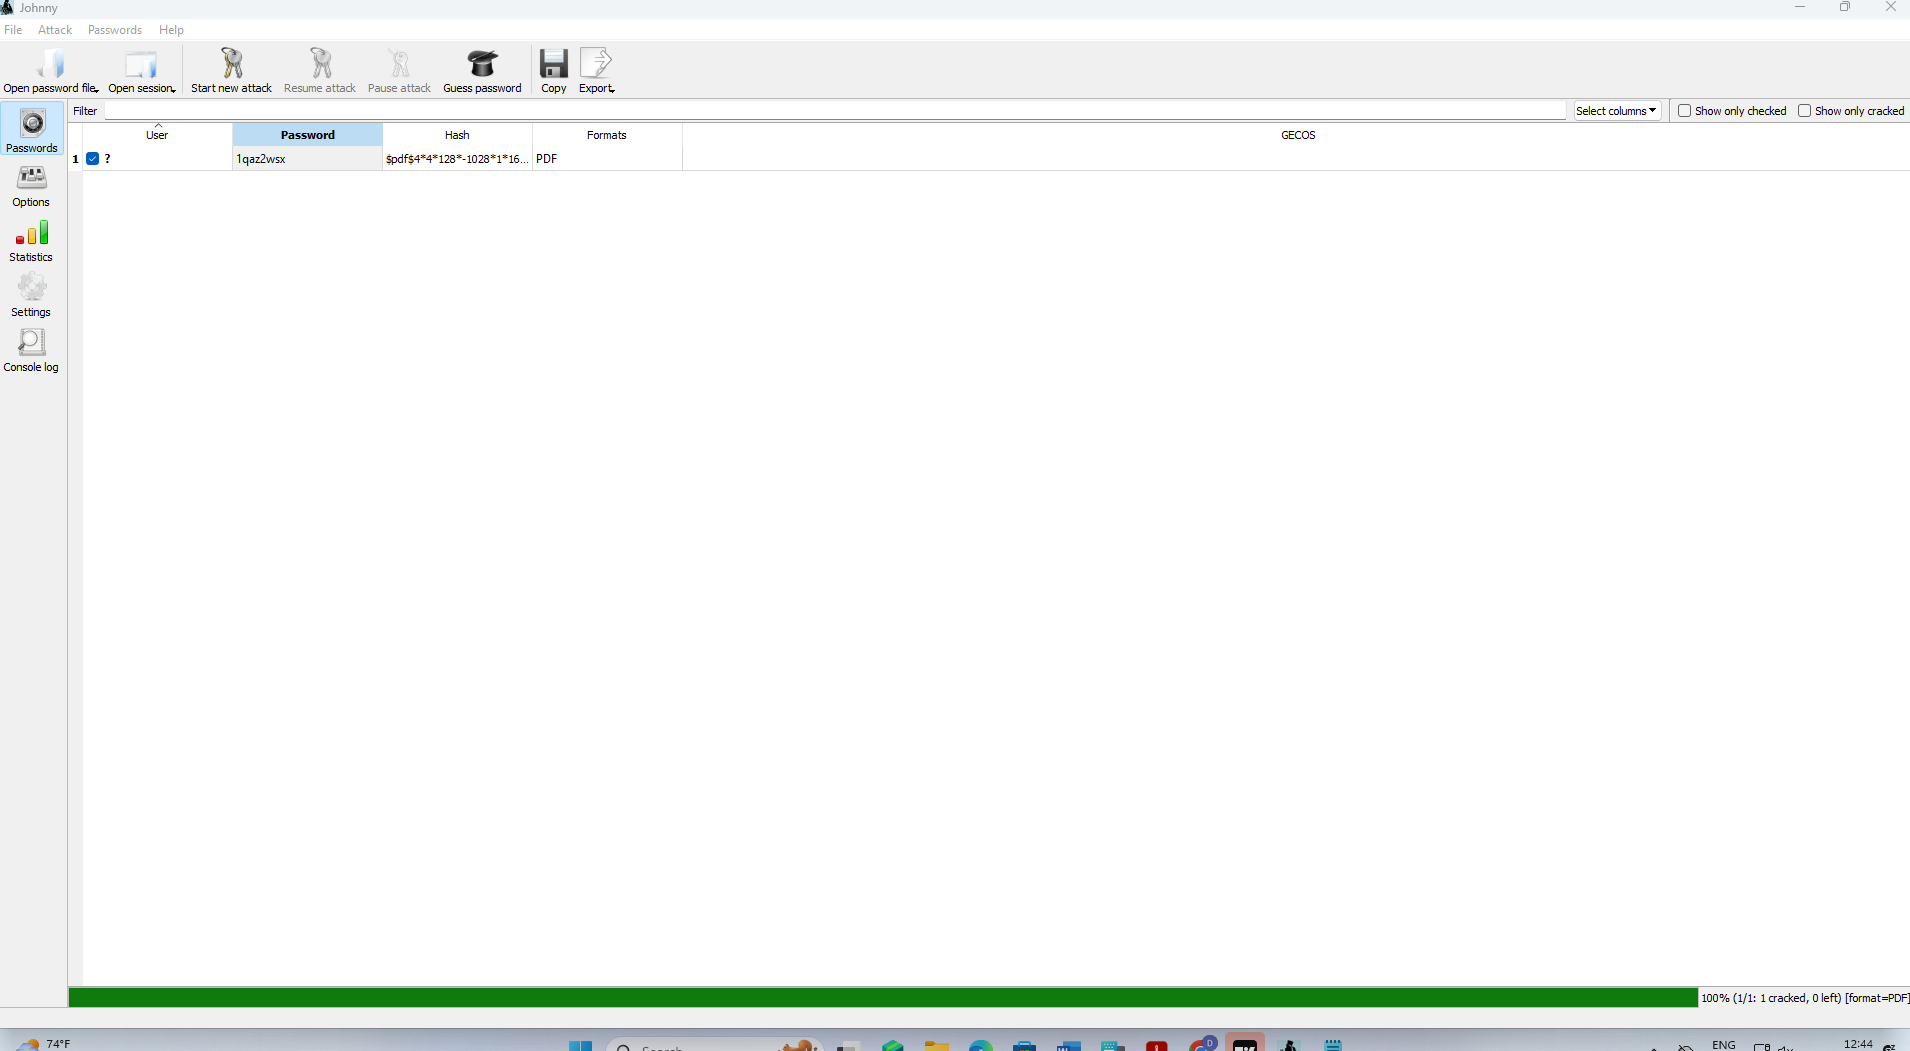 Johnny
File Attack Passwords Help
Open password file Open session Start new attack Resume attack Pause attack Guess password Copy Export
Filter Select columns Show only checked Show only cracked
User Password Hash Formats GECOS
1 ? 1qaz2wsx $pdf$4*4*128*-1028*1*16... PDF
Passwords
Options
Statistics
Settings
Console log
100% (1/1: 1 cracked, 0 left) [format=PDF]
74°F Search D ENG 12:44